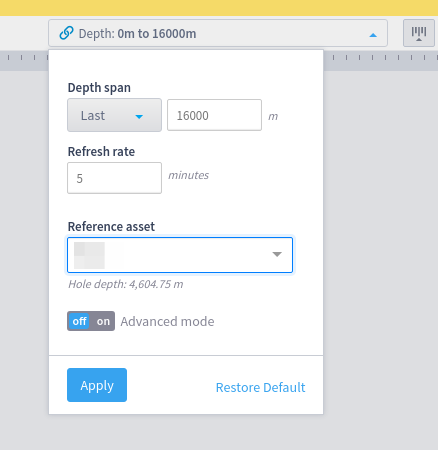 Depth: 0m to 16000m
Depth span
Last 16000 m
Refresh rate
5 minutes
Reference asset
Hole depth: 4,604.75 m
off on Advanced mode
Apply Restore Default